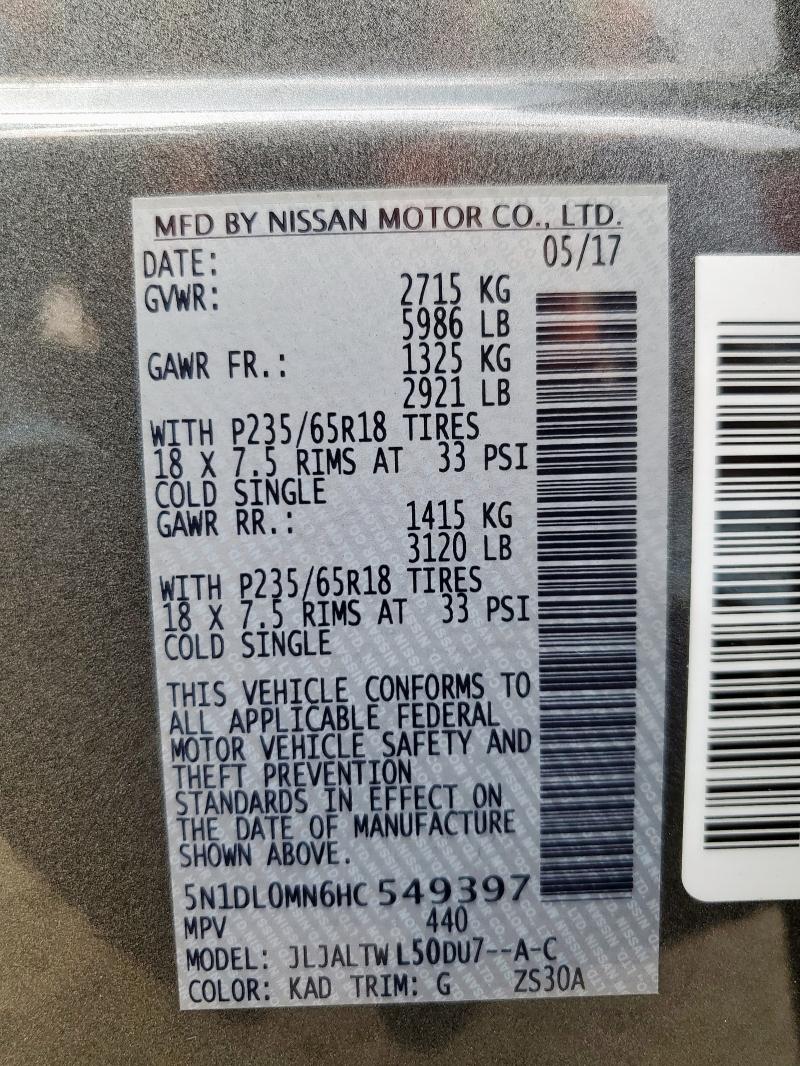 MFD BY NISSAN MOTOR CO., LTD.
DATE: 05/17
GVWR: 2715 KG
5986 LB
GAWR FR.: 1325 KG
2921 LB
WITH P235/65R18 TIRES
18 X 7.5 RIMS AT 33 PSI
COLD SINGLE
GAWR RR.: 1415 KG
3120 LB
WITH P235/65R18 TIRES
18 X 7.5 RIMS AT 33 PSI
COLD SINGLE
THIS VEHICLE CONFORMS TO
ALL APPLICABLE FEDERAL
MOTOR VEHICLE SAFETY AND
THEFT PREVENTION
STANDARDS IN EFFECT ON
THE DATE OF MANUFACTURE
SHOWN ABOVE.
5N1DL0MN6HC 549397
MPV 440
MODEL: JLJALTW L50DU7--A-C
COLOR: KAD TRIM: G ZS30A